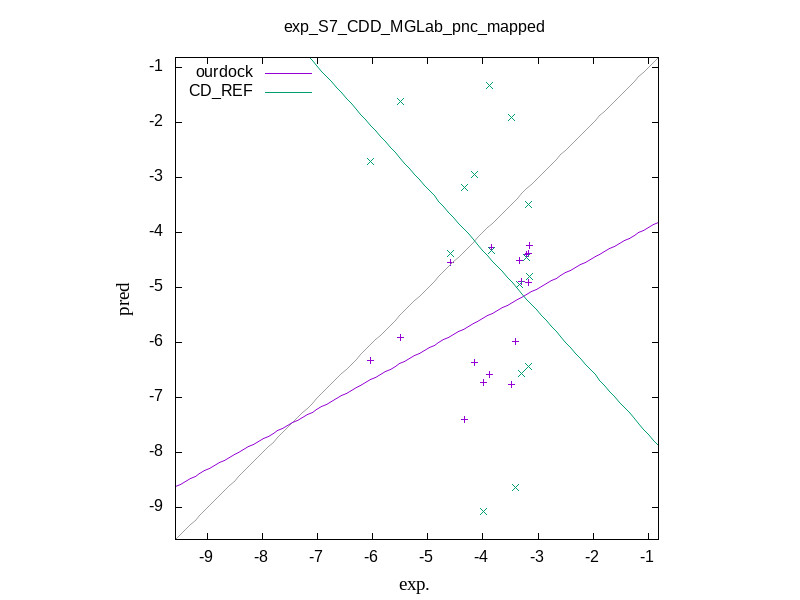 exp_S7_CDD_MGLab_pnc_mapped
ourdock
CD_REF
-1
-2
-3
-4
-5
-6
-7
-8
-9
pred
-9 -8 -7 -6 -5 -4 -3 -2 -1
exp.